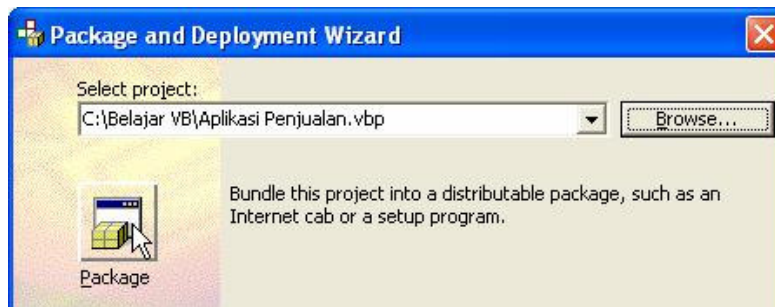 Package and Deployment Wizard
Select project:
C:\Belajar VB\Aplikasi Penjualan.vbp
Browse...
Bundle this project into a distributable package, such as an
Internet cab or a setup program.
Package